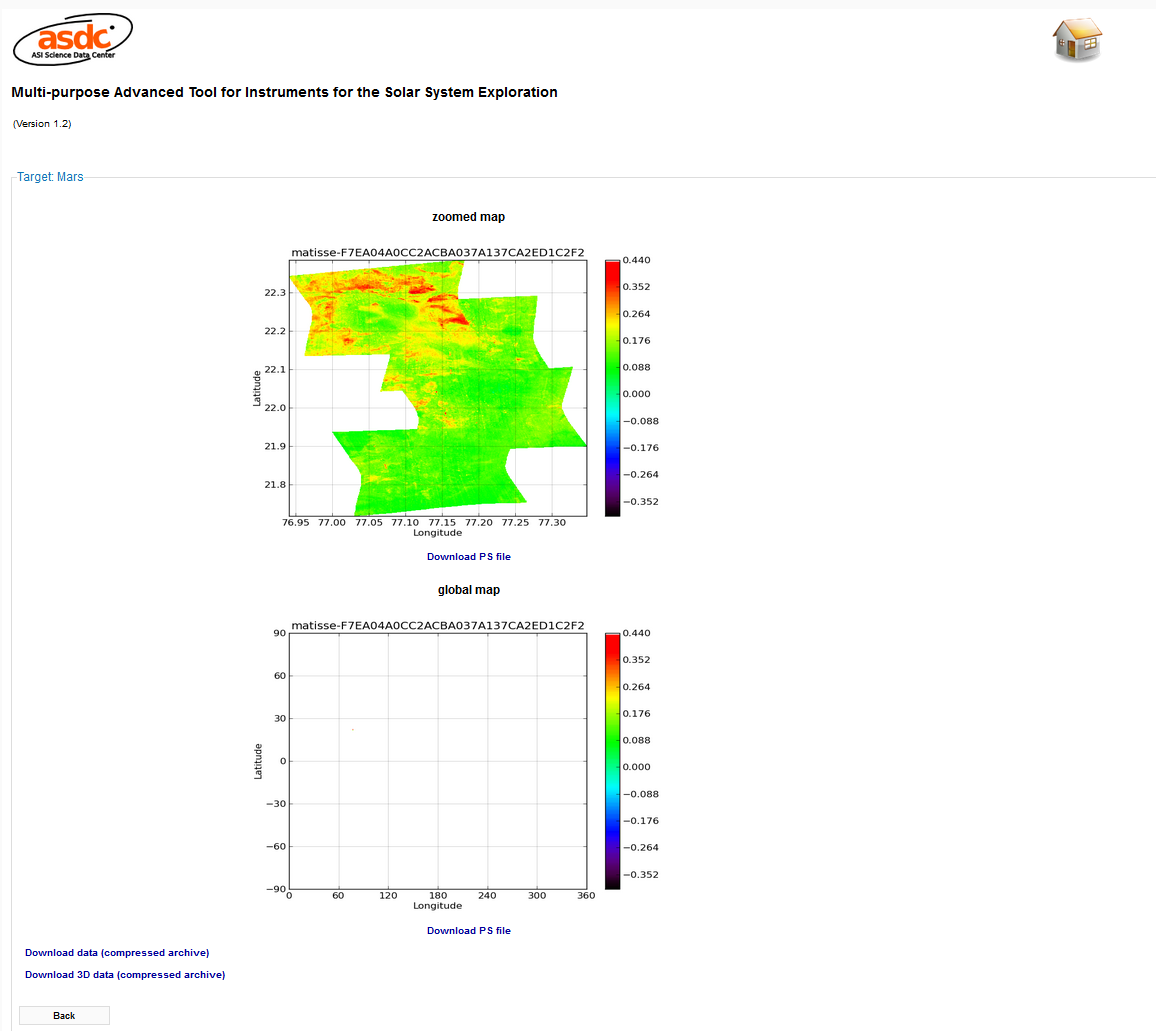 asdc
ASI Science Data Center
Multi-purpose Advanced Tool for Instruments for the Solar System Exploration
(Version 1.2)
Target: Mars
zoomed map
matisse-F7EA04A0CC2ACBA037A137CA2ED1C2F2
22.3
22.2
22.1
22.0
21.9
21.8
Latitude
76.95 77.00 77.05 77.10 77.15 77.20 77.25 77.30
Longitude
0.440
0.352
0.264
0.176
0.088
0.000
−0.088
−0.176
−0.264
−0.352
Download PS file
global map
matisse-F7EA04A0CC2ACBA037A137CA2ED1C2F2
90
60
30
0
−30
−60
−90
Latitude
0 60 120 180 240 300 360
Longitude
0.440
0.352
0.264
0.176
0.088
0.000
−0.088
−0.176
−0.264
−0.352
Download PS file
Download data (compressed archive)
Download 3D data (compressed archive)
Back